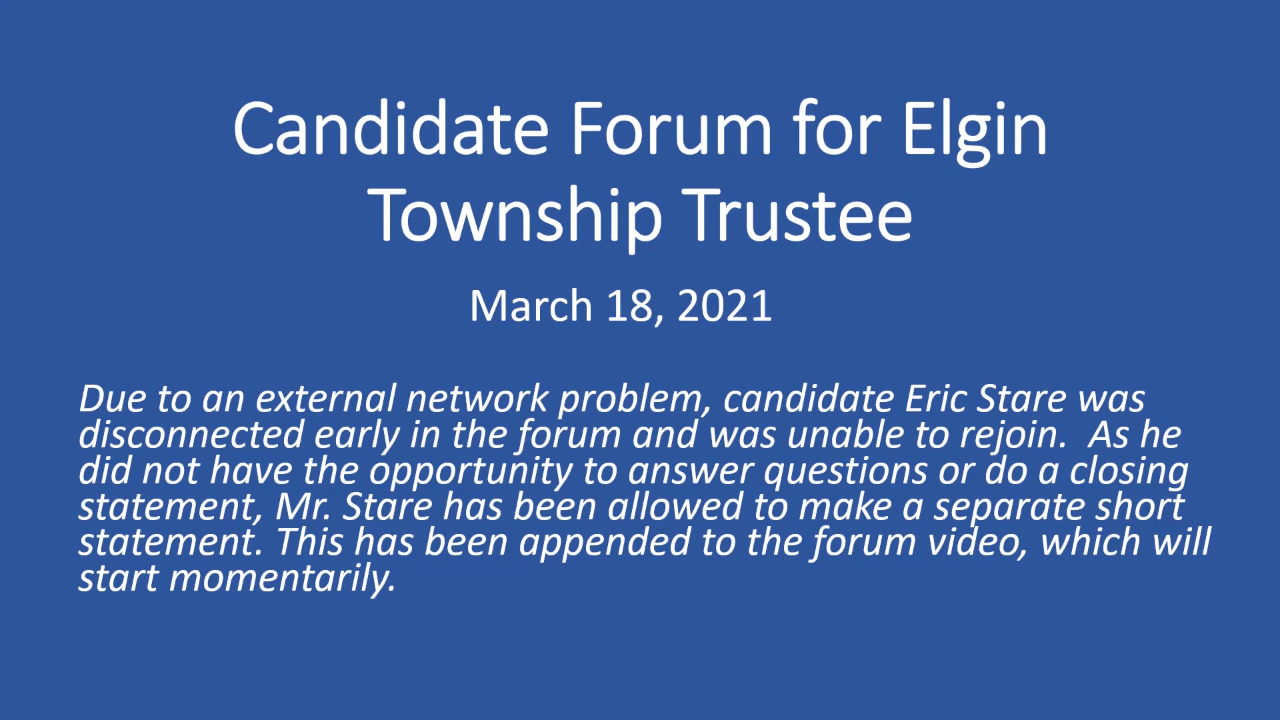 Candidate Forum for Elgin
Township Trustee
March 18, 2021
Due to an external network problem, candidate Eric Stare was
disconnected early in the forum and was unable to rejoin.  As he
did not have the opportunity to answer questions or do a closing
statement, Mr. Stare has been allowed to make a separate short
statement. This has been appended to the forum video, which will
start momentarily.